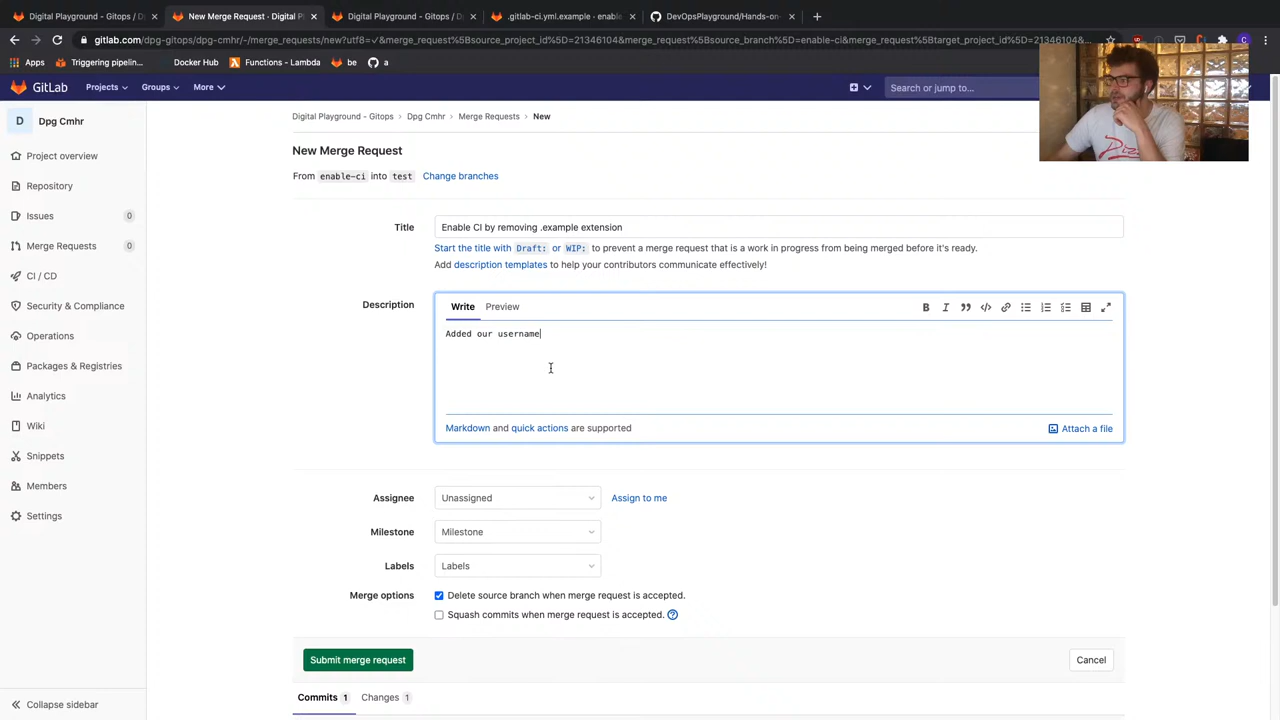 Digital Playground - Gitops / D
New Merge Request · Digital Pl
Digital Playground - Gitops / D
.gitlab-ci.yml.example · enable
DevOpsPlayground/Hands-on-
gitlab.com/dpg-gitops/dpg-cmhr/-/merge_requests/new?utf8=✓&merge_request%5Bsource_project_id%5D=21346104&merge_request%5Bsource_branch%5D=enable-ci&merge_request%5Btarget_project_id%5D=21346104&
Apps
Triggering pipelin...
Docker Hub
Functions - Lambda
be
a
GitLab
Projects
Groups
More
Search or jump to...
D
Dpg Cmhr
Project overview
Repository
Issues 0
Merge Requests 0
CI / CD
Security & Compliance
Operations
Packages & Registries
Analytics
Wiki
Snippets
Members
Settings
Collapse sidebar
Digital Playground - Gitops › Dpg Cmhr › Merge Requests › New
New Merge Request
From enable-ci into test Change branches
Title
Enable CI by removing .example extension
Start the title with Draft: or WIP: to prevent a merge request that is a work in progress from being merged before it's ready.
Add description templates to help your contributors communicate effectively!
Description
Write Preview
Added our username
Markdown and quick actions are supported
Attach a file
Assignee
Unassigned
Assign to me
Milestone
Milestone
Labels
Labels
Merge options
Delete source branch when merge request is accepted.
Squash commits when merge request is accepted.
Submit merge request
Cancel
Commits 1
Changes 1